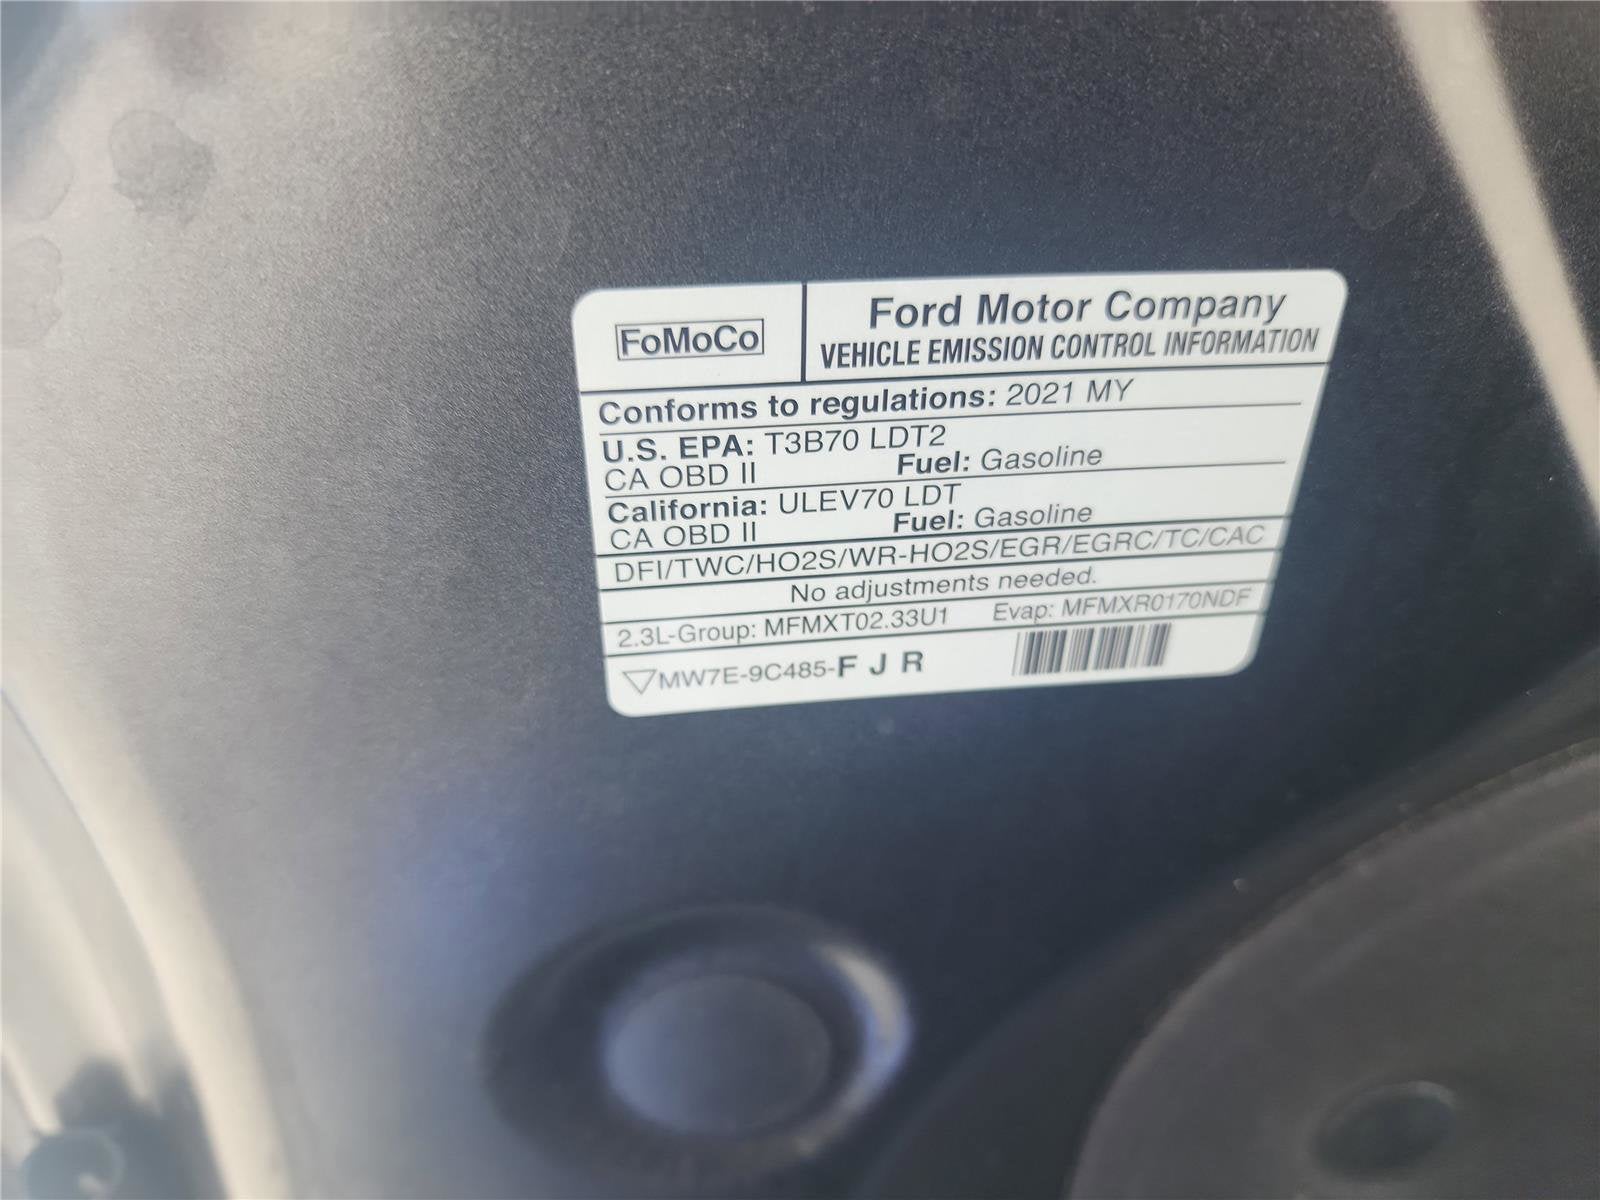 FoMoCo
Ford Motor Company
VEHICLE EMISSION CONTROL INFORMATION
Conforms to regulations: 2021 MY
U.S. EPA: T3B70 LDT2
CA OBD II Fuel: Gasoline
California: ULEV70 LDT
CA OBD II Fuel: Gasoline
DFI/TWC/HO2S/WR-HO2S/EGR/EGRC/TC/CAC
No adjustments needed.
2.3L-Group: MFMXT02.33U1 Evap: MFMXR0170NDF
MW7E-9C485-F J R